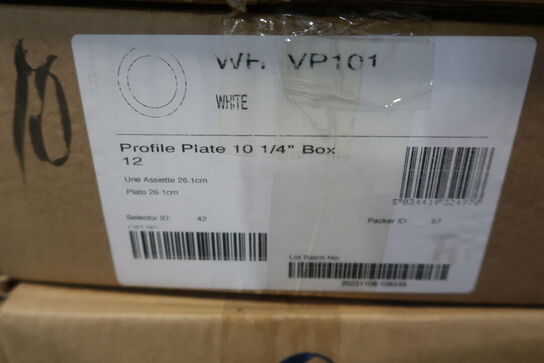 10
WH VP101
WHITE
Profile Plate 10 1/4" Box
12
Une Assiette 26.1cm
Plato 26.1cm
Selector ID: 42
Packer ID: 57
Lot Patch No: